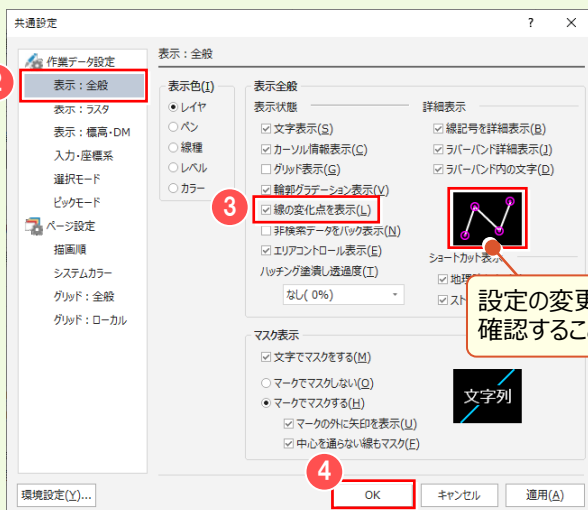 共通設定
? ×
作業データ設定
表示：全般
表示：ラスタ
表示：標高・DM
入力・座標系
選択モード
ピックモード
ページ設定
描画順
システムカラー
グリッド：全般
グリッド：ローカル
環境設定(Y)...
2
表示：全般
表示色(I)
レイヤ
ペン
線種
レベル
カラー
表示全般
表示状態
文字表示(S)
カーソル情報表示(C)
グリッド表示(G)
輪郭グラデーション表示(V)
3
線の変化点を表示(L)
非検索データをバック表示(N)
エリアコントロール表示(E)
ハッチング塗潰し透過度(T)
なし( 0%)
詳細表示
線記号を詳細表示(B)
ラバーバンド詳細表示(J)
ラバーバンド内の文字(D)
ショートカット表示
地理
スト
設定の変更
確認するこ
マスク表示
文字でマスクをする(M)
マークでマスクしない(O)
マークでマスクする(H)
マークの外に矢印を表示(U)
中心を通らない線もマスク(F)
文字列
4
OK
キャンセル
適用(A)